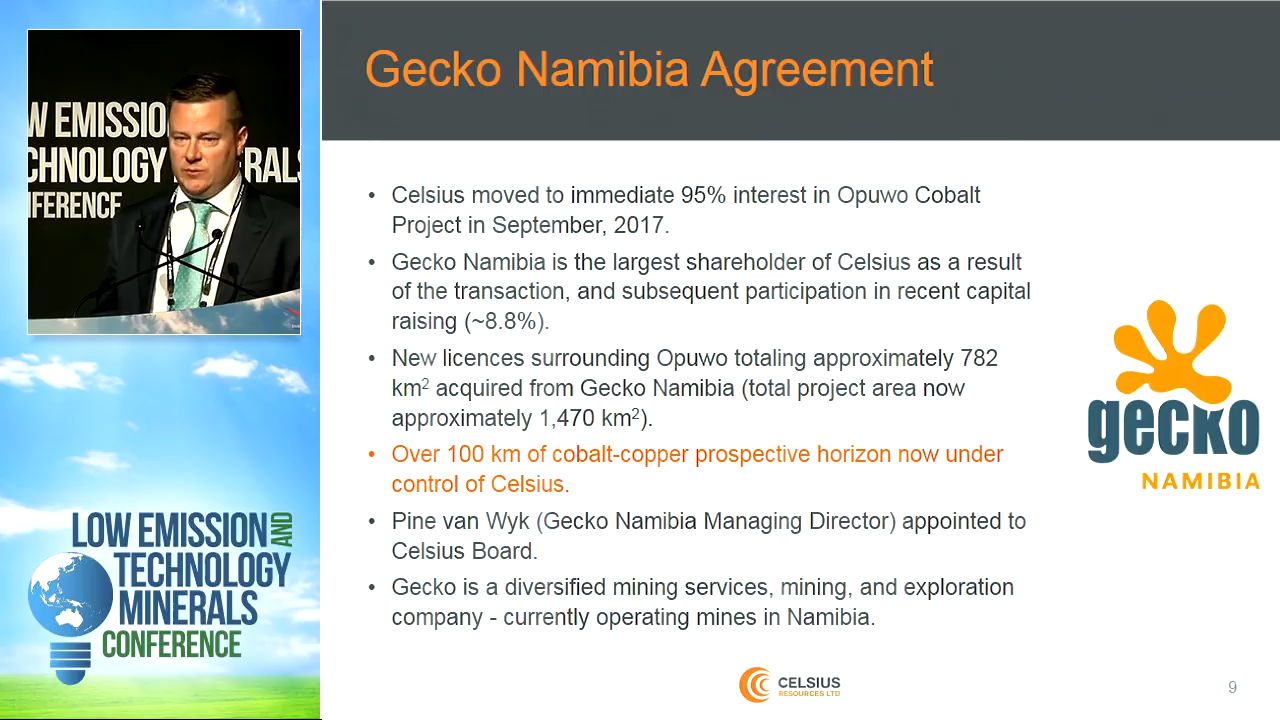 W EMISSIO
CHNOLOGY M ERALS
NFERENCE
LOW EMISSION AND
TECHNOLOGY
MINERALS
CONFERENCE
Gecko Namibia Agreement
• Celsius moved to immediate 95% interest in Opuwo Cobalt
Project in September, 2017.
• Gecko Namibia is the largest shareholder of Celsius as a result
of the transaction, and subsequent participation in recent capital
raising (~8.8%).
• New licences surrounding Opuwo totaling approximately 782
km² acquired from Gecko Namibia (total project area now
approximately 1,470 km²).
• Over 100 km of cobalt-copper prospective horizon now under
control of Celsius.
• Pine van Wyk (Gecko Namibia Managing Director) appointed to
Celsius Board.
• Gecko is a diversified mining services, mining, and exploration
company - currently operating mines in Namibia.
gecko
NAMIBIA
CELSIUS
RESOURCES LTD
9